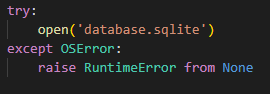 try:
    open('database.sqlite')
except OSError:
    raise RuntimeError from None